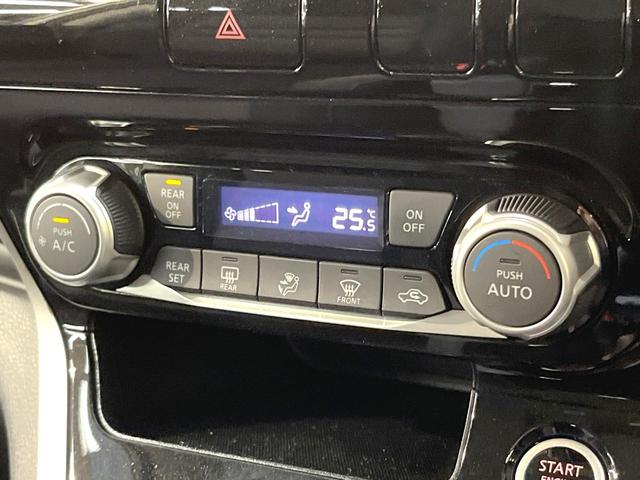 REAR
ON
OFF
PUSH
A/C
25.5°C
ON
OFF
PUSH
AUTO
REAR
SET
REAR
FRONT
START